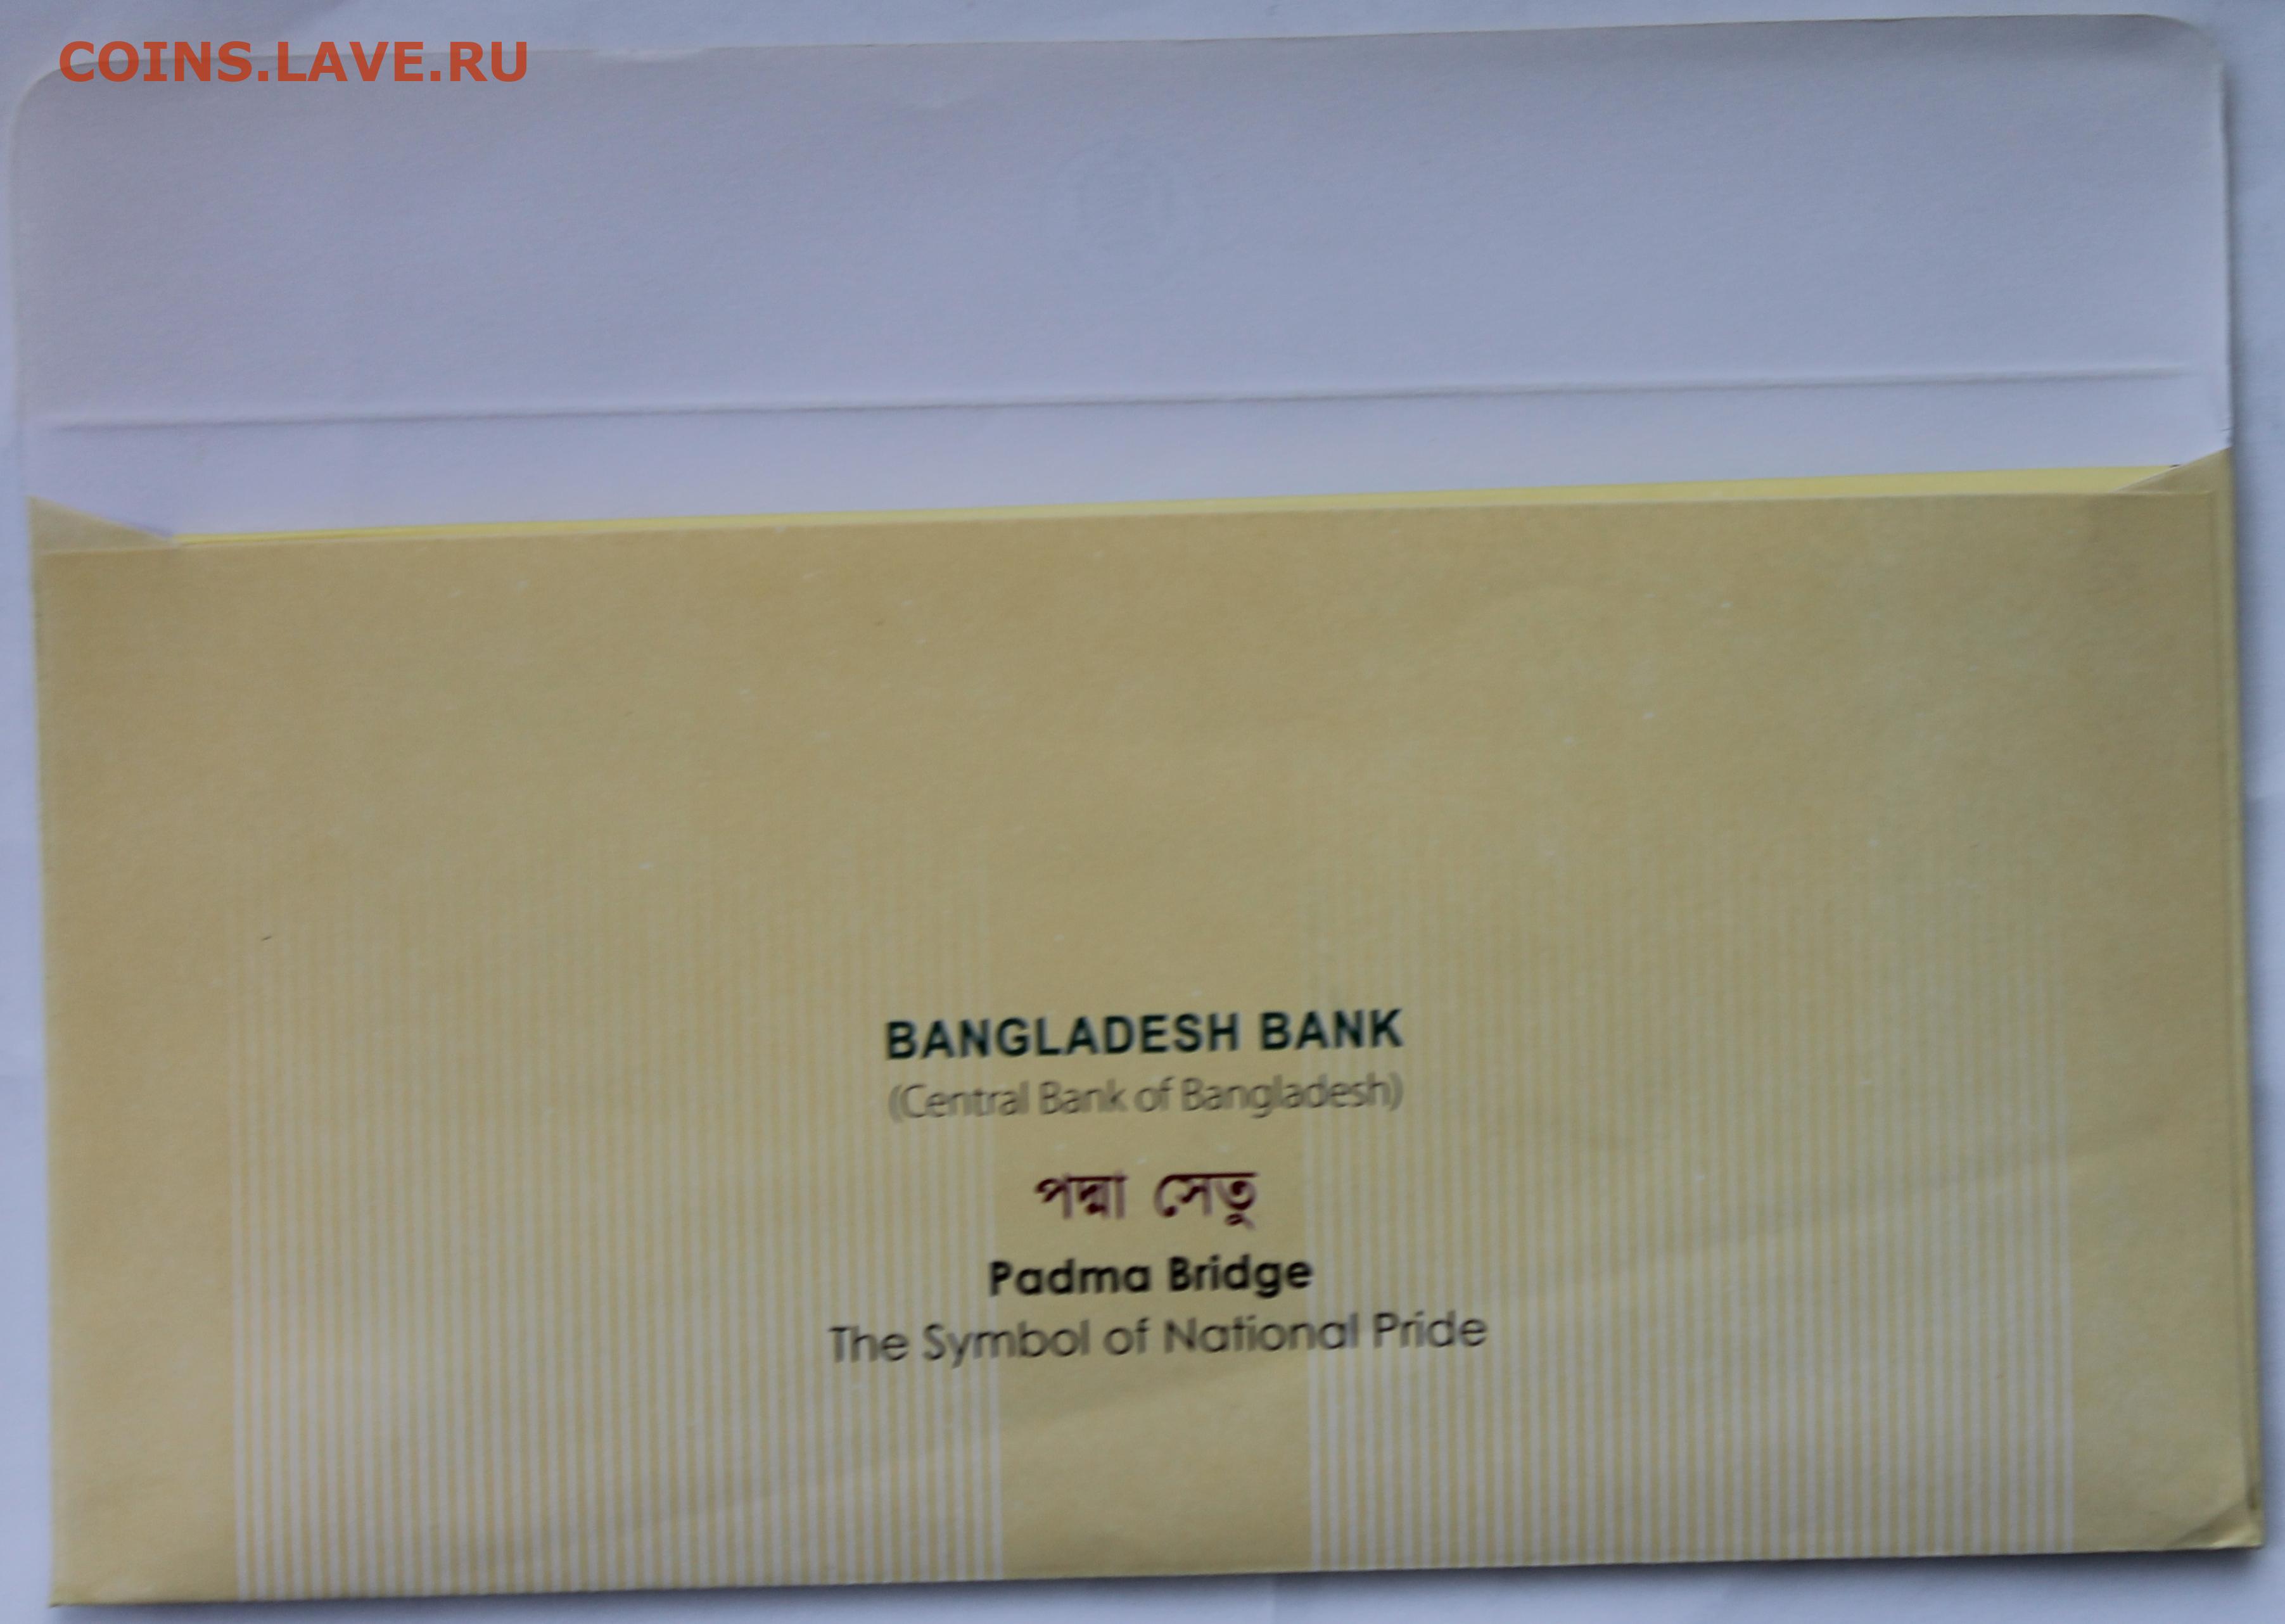 COINS.LAVE.RU
BANGLADESH BANK
(Central Bank of Bangladesh)
পদ্মা সেতু
Padma Bridge
The Symbol of National Pride